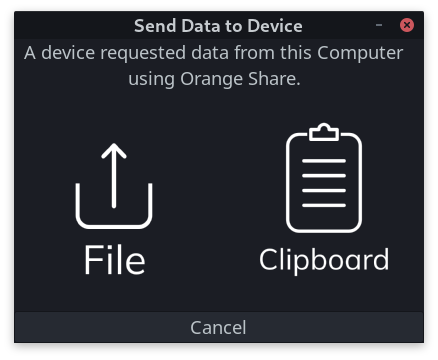 Send Data to Device
A device requested data from this Computer
using Orange Share.
File
Clipboard
Cancel